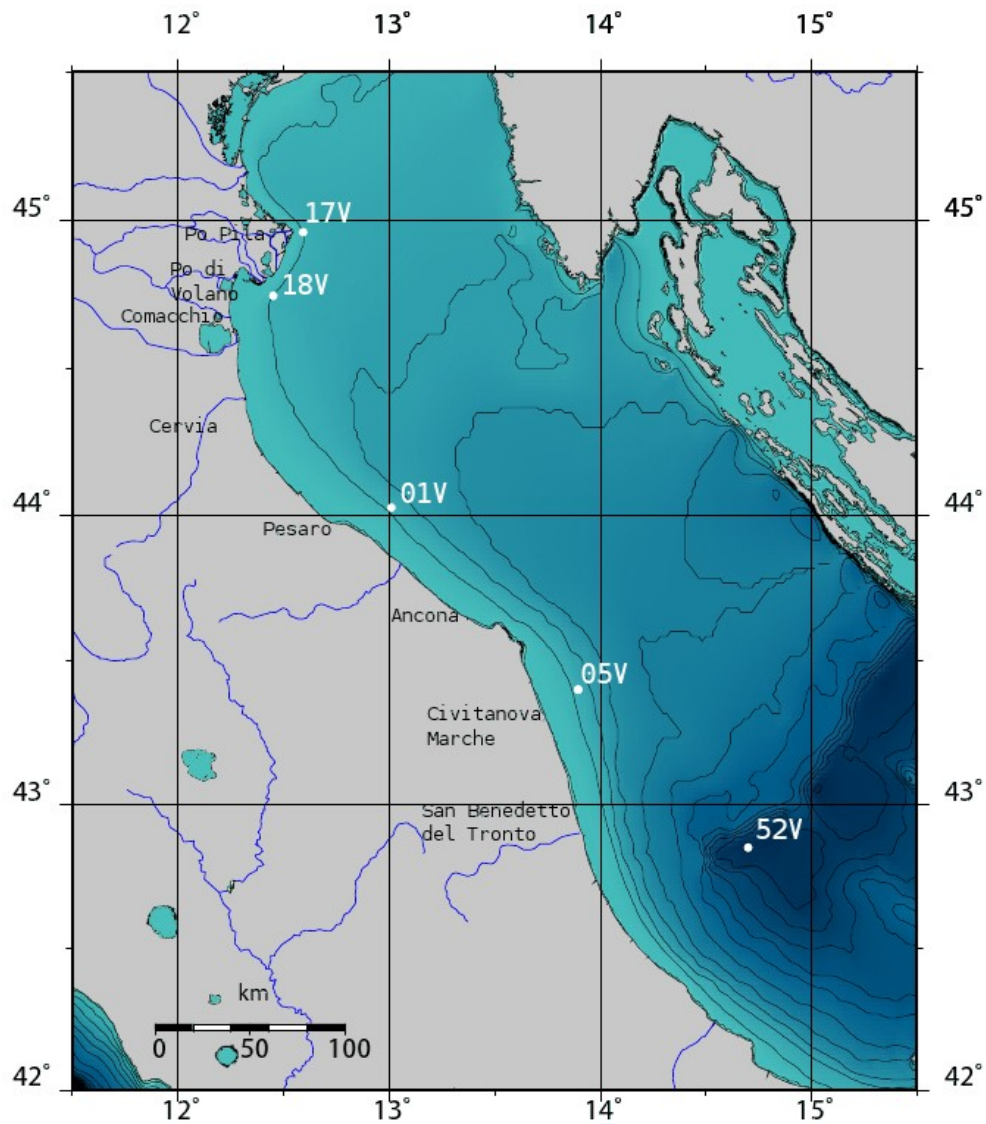 12° 13° 14° 15°
45° 45°
17V
Po Pila
Po di
18V
Volano
Comacchio
Cervia
44° 44°
01V
Pesaro
Ancona
05V
Civitanova
Marche
43° 43°
San Benedetto
del Tronto
52V
km
0 50 100
42° 42°
12° 13° 14° 15°